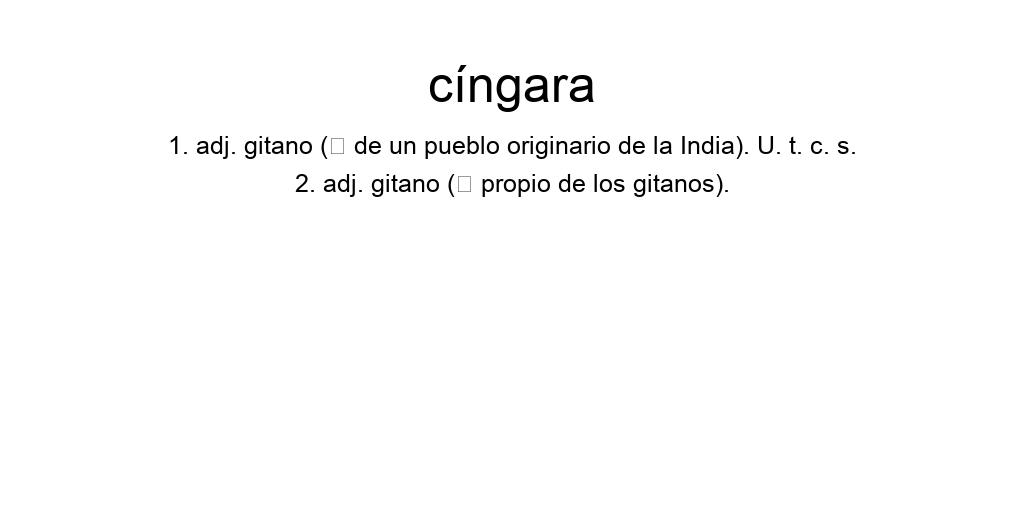 cíngara
1. adj. gitano (□ de un pueblo originario de la India). U. t. c. s.
2. adj. gitano (□ propio de los gitanos).